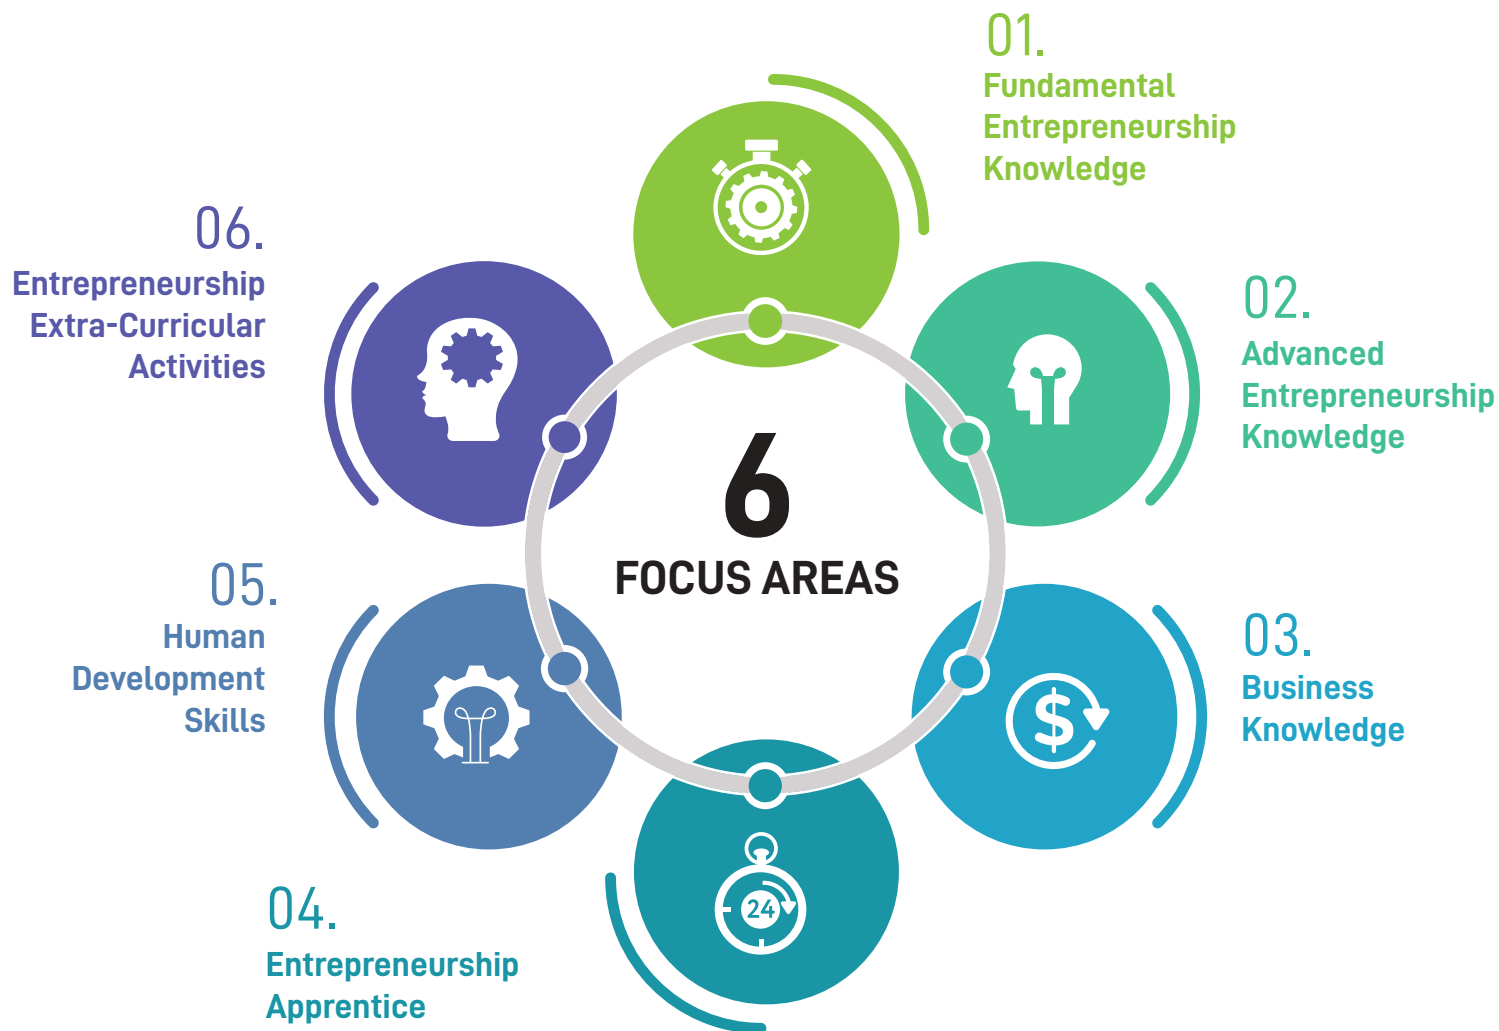 01.
Fundamental
Entrepreneurship
Knowledge
02.
Advanced
Entrepreneurship
Knowledge
03.
Business
Knowledge
04.
Entrepreneurship
Apprentice
05.
Human
Development
Skills
06.
Entrepreneurship
Extra-Curricular
Activities
6
FOCUS AREAS
$
24